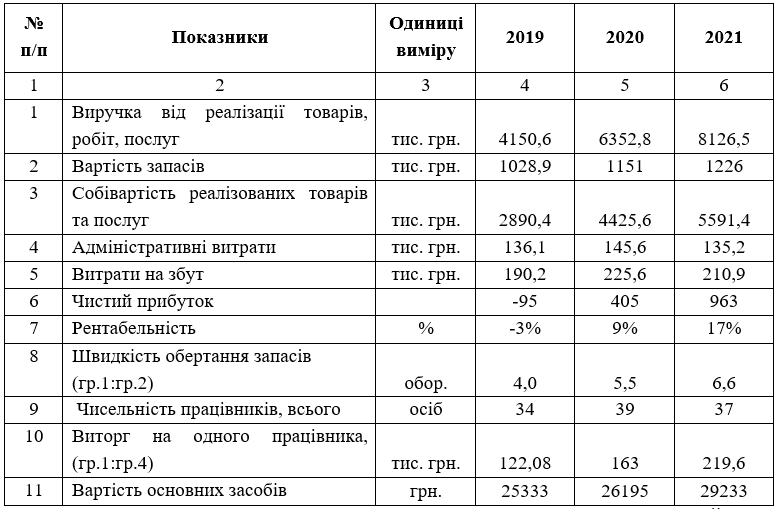 № п/п Показники Одиниці виміру 2019 2020 2021
1 2 3 4 5 6
1 Виручка від реалізації товарів,
робіт, послуг тис. грн. 4150,6 6352,8 8126,5
2 Вартість запасів тис. грн. 1028,9 1151 1226
3 Собівартість реалізованих товарів
та послуг тис. грн. 2890,4 4425,6 5591,4
4 Адміністративні витрати тис. грн. 136,1 145,6 135,2
5 Витрати на збут тис. грн. 190,2 225,6 210,9
6 Чистий прибуток -95 405 963
7 Рентабельність % -3% 9% 17%
8 Швидкість обертання запасів
(гр.1:гр.2) обор. 4,0 5,5 6,6
9 Чисельність працівників, всього осіб 34 39 37
10 Виторг на одного працівника,
(гр.1:гр.4) тис. грн. 122,08 163 219,6
11 Вартість основних засобів грн. 25333 26195 29233